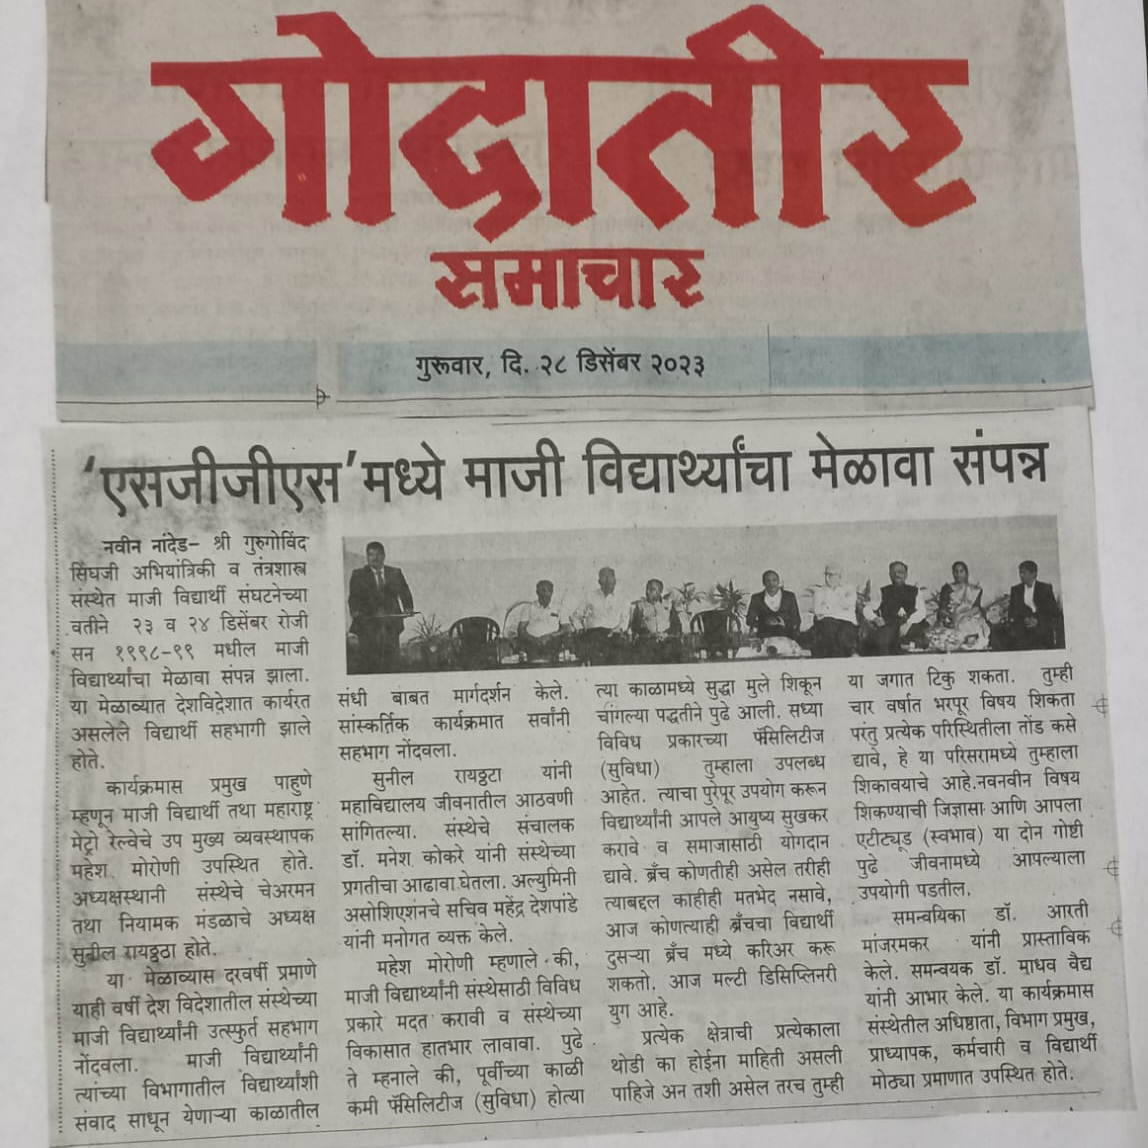 गोदातीर
समाचार
गुरूवार, दि. २८ डिसेंबर २०२३
'एसजीजीएस'मध्ये माजी विद्यार्थ्यांचा मेळावा संपन्न
नवीन नांदेड- श्री गुरुगोविंद
सिंघजी अभियांत्रिकी व तंत्रशास्त्र
संस्थेत माजी विद्यार्थी संघटनेच्या
वतीने २३ व २४ डिसेंबर रोजी
सन १९९८-९९ मधील माजी
विद्यार्थ्यांचा मेळावा संपन्न झाला.
या मेळाव्यात देशविदेशात कार्यरत
असलेले विद्यार्थी सहभागी झाले
होते.
कार्यक्रमास प्रमुख पाहुणे
म्हणून माजी विद्यार्थी तथा महाराष्ट्र
मेट्रो रेल्वेचे उप मुख्य व्यवस्थापक
महेश मोरोणी उपस्थित होते.
अध्यक्षस्थानी संस्थेचे चेअरमन
तथा नियामक मंडळाचे अध्यक्ष
सुनील रायठ्ठठा होते.
या मेळाव्यास दरवर्षी प्रमाणे
याही वर्षी देश विदेशातील संस्थेच्या
माजी विद्यार्थ्यांनी उत्स्फुर्त सहभाग
नोंदवला. माजी विद्यार्थ्यांनी
त्यांच्या विभागातील विद्यार्थ्यांशी
संवाद साधून येणाऱ्या काळातील
संधी बाबत मार्गदर्शन केले.
सांस्कर्तिक कार्यक्रमात सर्वांनी
सहभाग नोंदवला.
सुनील रायठ्ठटा यांनी
महाविद्यालय जीवनातील आठवणी
सांगितल्या. संस्थेचे संचालक
डॉ. मनेश कोकरे यांनी संस्थेच्या
प्रगतीचा आढावा घेतला. अल्युमिनी
असोशिएशनचे सचिव महेंद्र देशपांडे
यांनी मनोगत व्यक्त केले.
महेश मोरोणी म्हणाले की,
माजी विद्यार्थ्यांनी संस्थेसाठी विविध
प्रकारे मदत करावी व संस्थेच्या
विकासात हातभार लावावा. पुढे
ते म्हनाले की, पूर्वीच्या काळी
कमी फॅसिलिटीज (सुविधा) होत्या
त्या काळामध्ये सुद्धा मुले शिकून
चांगल्या पद्धतीने पुढे आली. सध्या
विविध प्रकारच्या फॅसिलिटीज
(सुविधा) तुम्हाला उपलब्ध
आहेत. त्याचा पुरेपूर उपयोग करून
विद्यार्थ्यांनी आपले आयुष्य सुखकर
करावे व समाजासाठी योगदान
द्यावे. ब्रँच कोणतीही असेल तरीही
त्याबद्दल काहीही मतभेद नसावे,
आज कोणत्याही ब्रँचचा विद्यार्थी
दुसऱ्या ब्रँच मध्ये करिअर करू
शकतो. आज मल्टी डिसिप्लिनरी
युग आहे.
प्रत्येक क्षेत्राची प्रत्येकाला
थोडी का होईना माहिती असली
पाहिजे अन तशी असेल तरच तुम्ही
या जगात टिकु शकता. तुम्ही
चार वर्षात भरपूर विषय शिकता
परंतु प्रत्येक परिस्थितीला तोंड कसे
द्यावे, हे या परिसरामध्ये तुम्हाला
शिकावयाचे आहे.नवनवीन विषय
शिकण्याची जिज्ञासा आणि आपला
एटीट्यूड (स्वभाव) या दोन गोष्टी
पुढे जीवनामध्ये आपल्याला
उपयोगी पडतील.
समन्वयिका डॉ. आरती
मांजरमकर यांनी प्रास्ताविक
केले. समन्वयक डॉ. माधव वैद्य
यांनी आभार केले. या कार्यक्रमास
संस्थेतील अधिष्ठाता, विभाग प्रमुख,
प्राध्यापक, कर्मचारी व विद्यार्थी
मोठ्या प्रमाणात उपस्थित होते.